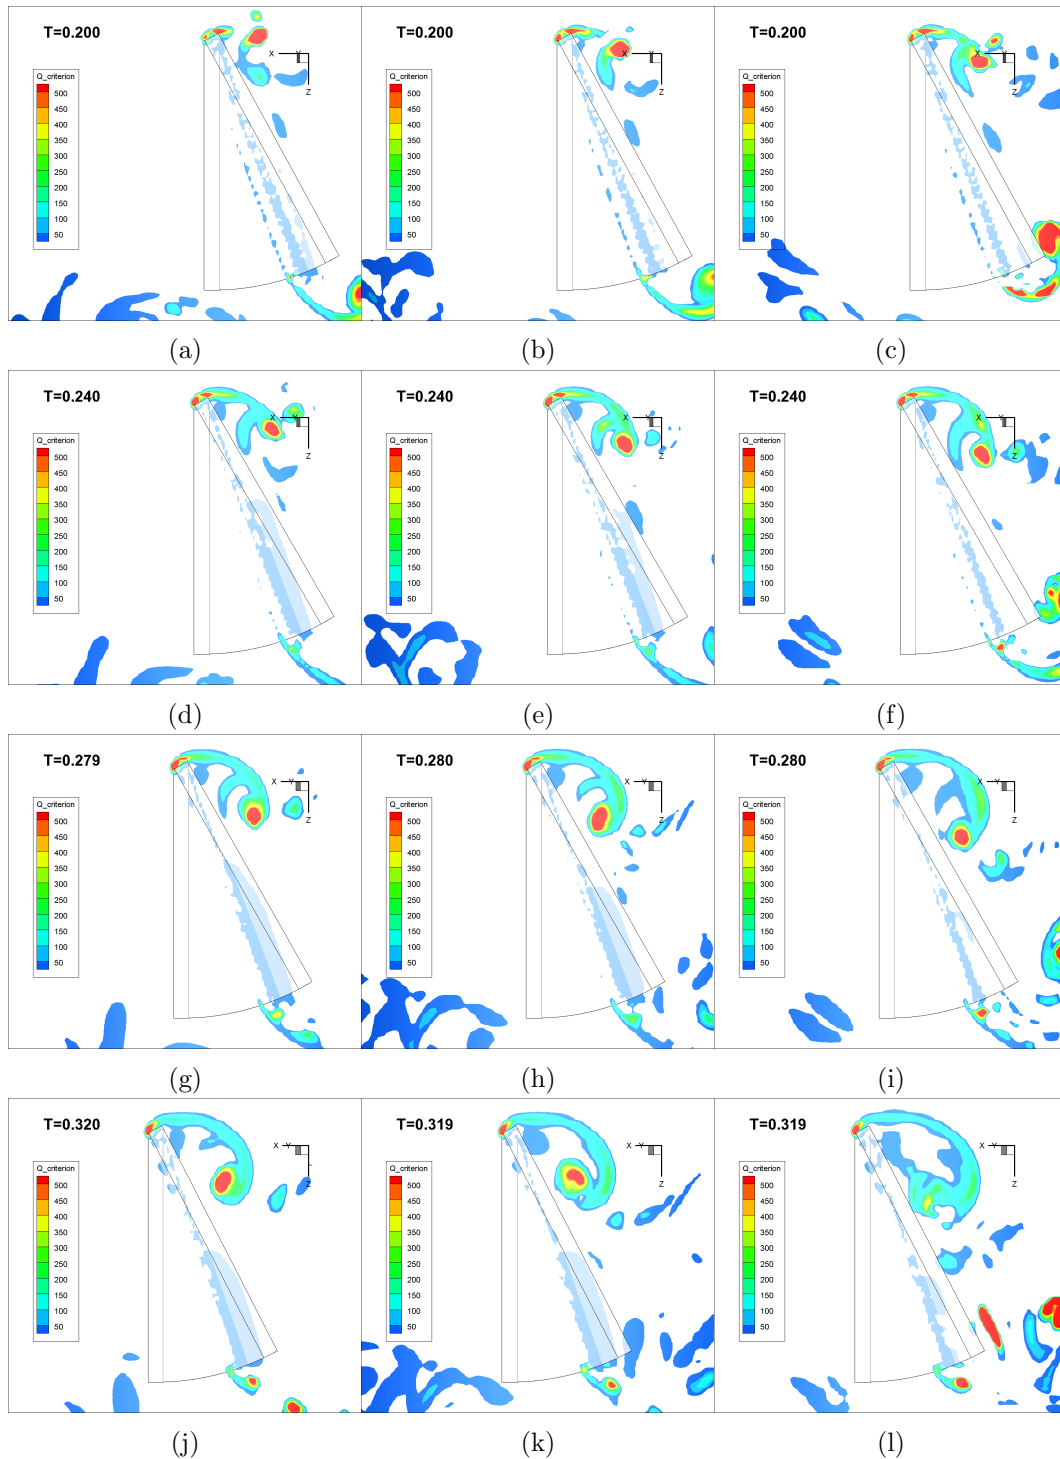 T=0.200
Q_criterion
500
450
400
350
300
250
200
150
100
50
X Y
Z
(a)
T=0.200
Q_criterion
500
450
400
350
300
250
200
150
100
50
X Y
Z
(b)
T=0.200
Q_criterion
500
450
400
350
300
250
200
150
100
50
X Y
Z
(c)
T=0.240
Q_criterion
500
450
400
350
300
250
200
150
100
50
X Y
Z
(d)
T=0.240
Q_criterion
500
450
400
350
300
250
200
150
100
50
X Y
Z
(e)
T=0.240
Q_criterion
500
450
400
350
300
250
200
150
100
50
X Y
Z
(f)
T=0.279
Q_criterion
500
450
400
350
300
250
200
150
100
50
X Y
Z
(g)
T=0.280
Q_criterion
500
450
400
350
300
250
200
150
100
50
X Y
Z
(h)
T=0.280
Q_criterion
500
450
400
350
300
250
200
150
100
50
X Y
Z
(i)
T=0.320
Q_criterion
500
450
400
350
300
250
200
150
100
50
X Y
Z
(j)
T=0.319
Q_criterion
500
450
400
350
300
250
200
150
100
50
X Y
Z
(k)
T=0.319
Q_criterion
500
450
400
350
300
250
200
150
100
50
X Y
Z
(l)